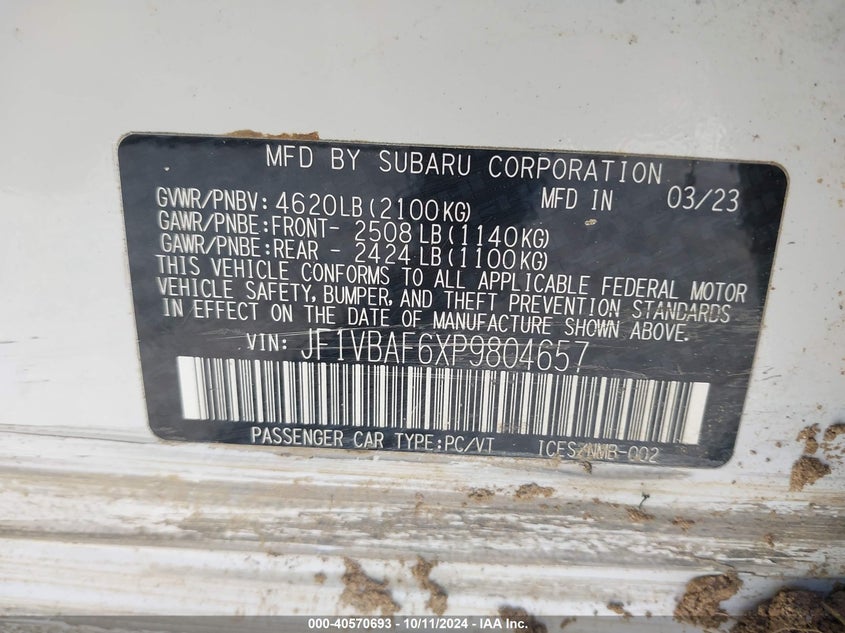 MFD BY SUBARU CORPORATION
GVWR/PNBV: 4620LB(2100KG) MFD IN 03/23
GAWR/PNBE:FRONT- 2508 LB(1140KG)
GAWR/PNBE:REAR - 2424 LB(1100KG)
THIS VEHICLE CONFORMS TO ALL APPLICABLE FEDERAL MOTOR
VEHICLE SAFETY, BUMPER, AND THEFT PREVENTION STANDARDS
IN EFFECT ON THE DATE OF MANUFACTURE SHOWN ABOVE.
VIN: JF1VBAF6XP9804657
PASSENGER CAR TYPE:PC/VT ICES/NMB-002
000-40570693 - 10/11/2024 - IAA Inc.